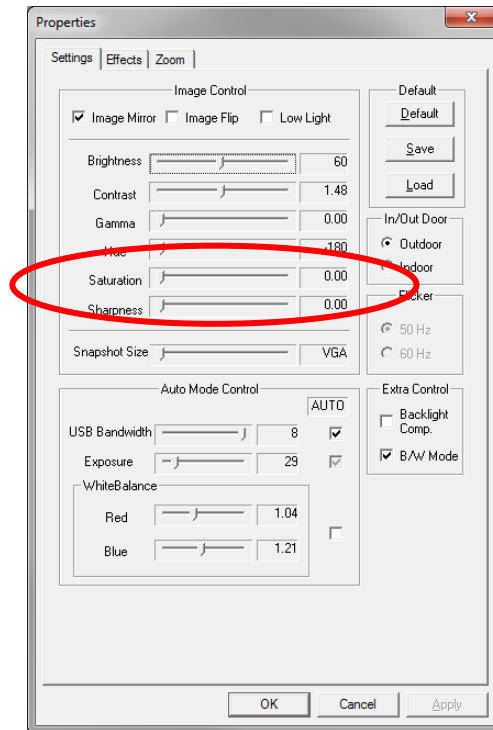 Properties
Settings Effects Zoom
Image Control
Image Mirror Image Flip Low Light
Brightness 60
Contrast 1.48
Gamma 0.00
Hue -180
Saturation 0.00
Sharpness 0.00
Snapshot Size VGA
Default
Default
Save
Load
In/Out Door
Outdoor
Indoor
Flicker
50 Hz
60 Hz
Auto Mode Control
AUTO
USB Bandwidth 8
Exposure 29
WhiteBalance
Red 1.04
Blue 1.21
Extra Control
Backlight
Comp.
B/W Mode
OK Cancel Apply